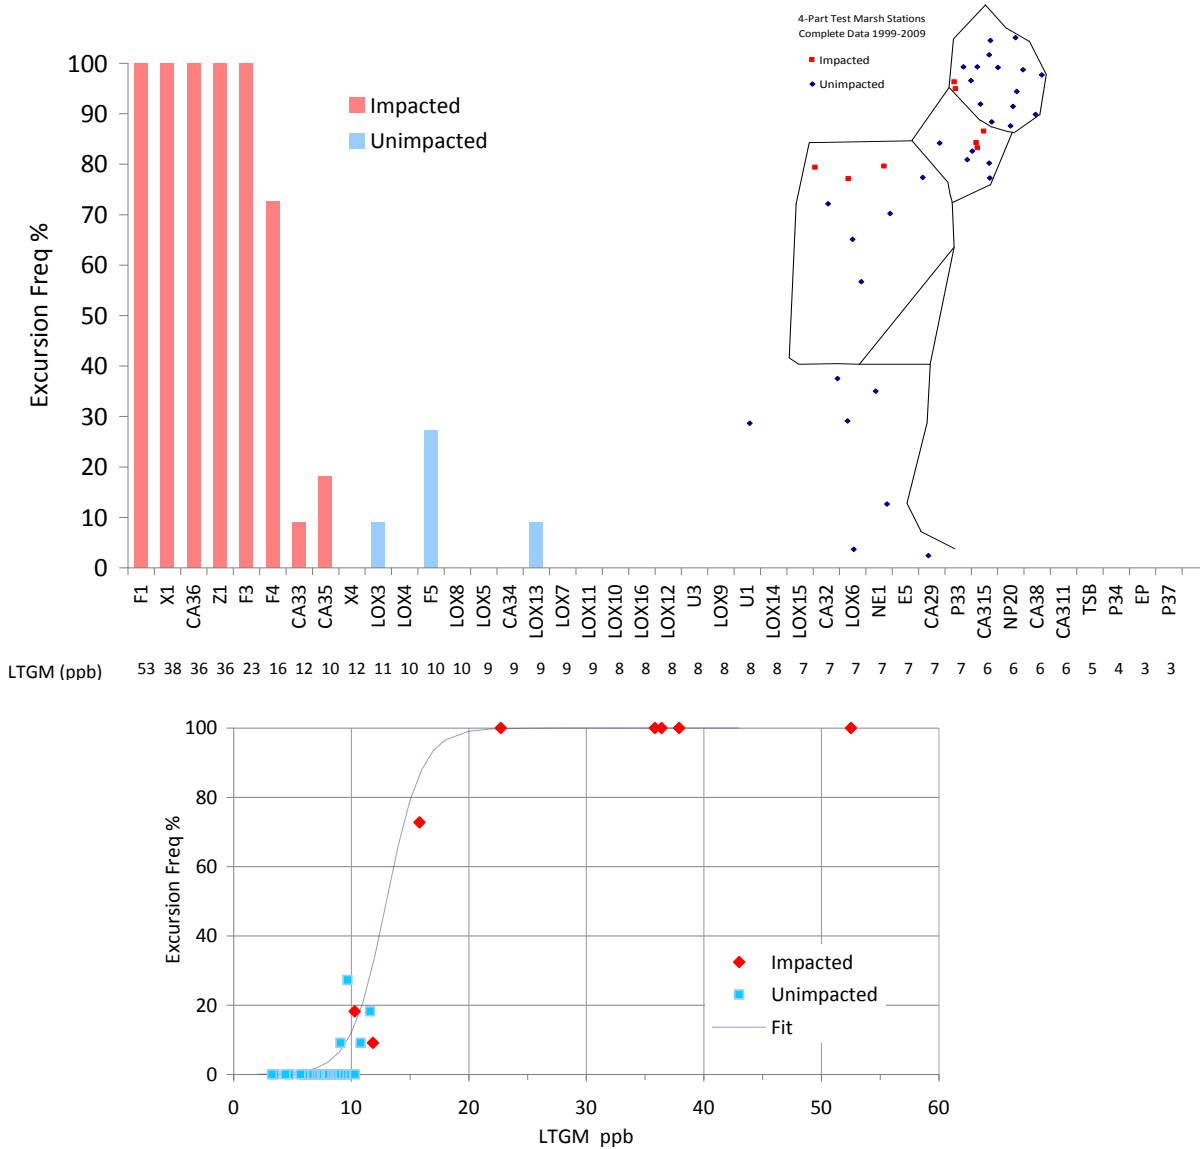 4-Part Test Marsh Stations
Complete Data 1999-2009
Impacted
Unimpacted
Excursion Freq %
100
90
80
70
60
50
40
30
20
10
0
Impacted
Unimpacted
F1 X1 CA36 Z1 F3 F4 CA33 CA35 X4 LOX3 LOX4 F5 LOX8 LOX5 CA34 LOX13 LOX7 LOX11 LOX10 LOX16 LOX12 U3 LOX9 U1 LOX14 LOX15 CA32 LOX6 NE1 E5 CA29 P33 CA315 NP20 CA38 CA311 TSB P34 EP P37
LTGM (ppb) 53 38 36 36 23 16 12 10 12 11 10 10 10 9 9 9 9 9 8 8 8 8 8 8 8 7 7 7 7 7 7 7 6 6 6 6 5 4 3 3
Excursion Freq %
100
80
60
40
20
0
Impacted
Unimpacted
Fit
0 10 20 30 40 50 60
LTGM ppb